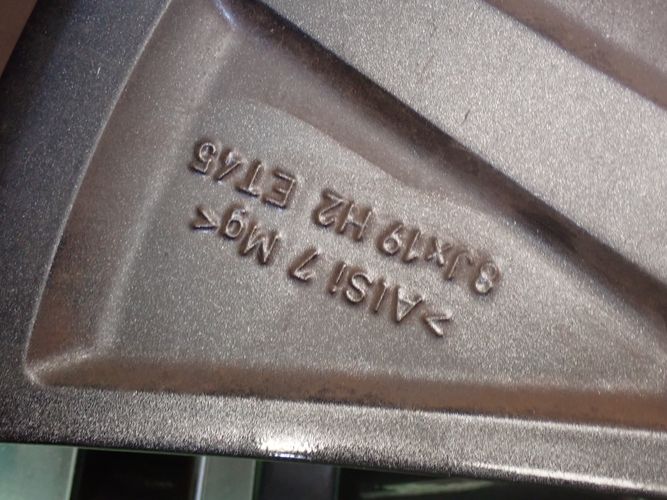 >AlSi 7 Mg<
8Jx19 H2 ET45